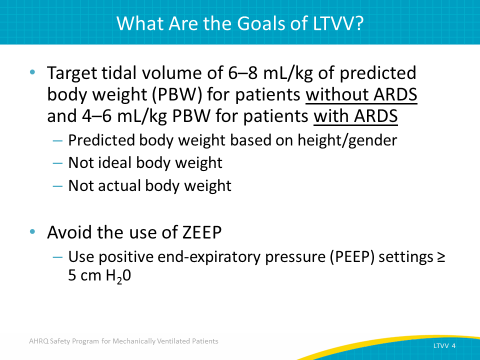 What Are the Goals of LTVV?
• Target tidal volume of 6–8 mL/kg of predicted
body weight (PBW) for patients without ARDS
and 4–6 mL/kg PBW for patients with ARDS
– Predicted body weight based on height/gender
– Not ideal body weight
– Not actual body weight
• Avoid the use of ZEEP
– Use positive end-expiratory pressure (PEEP) settings ≥
5 cm H₂0
AHRQ Safety Program for Mechanically Ventilated Patients
LTVV 4